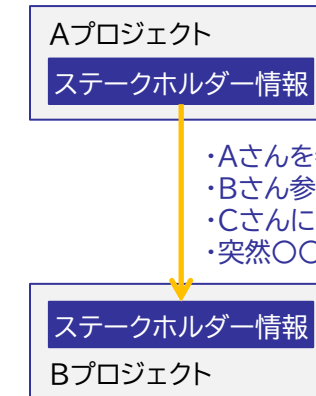 Aプロジェクト
ステークホルダー情報
・Aさんを
・Bさん参
・Cさんに
・突然〇〇
ステークホルダー情報
Bプロジェクト